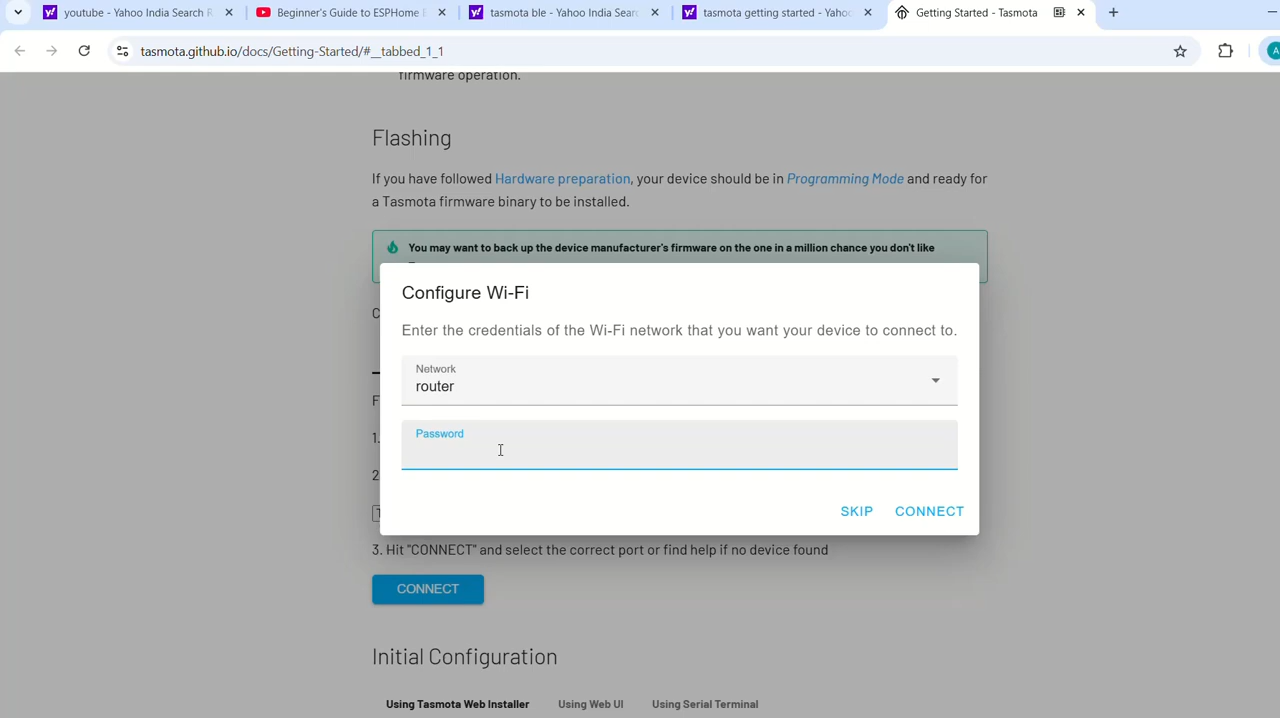 youtube - Yahoo India Search R
Beginner's Guide to ESPHome B
tasmota ble - Yahoo India Searc
tasmota getting started - Yahoo
Getting Started - Tasmota
tasmota.github.io/docs/Getting-Started/#__tabbed_1_1
A
firmware operation.
Flashing
If you have followed Hardware preparation, your device should be in Programming Mode and ready for
a Tasmota firmware binary to be installed.
You may want to back up the device manufacturer's firmware on the one in a million chance you don't like
Configure Wi-Fi
Enter the credentials of the Wi-Fi network that you want your device to connect to.
Network
router
Password
SKIP CONNECT
C
F
1.
2
T
3. Hit "CONNECT" and select the correct port or find help if no device found
CONNECT
Initial Configuration
Using Tasmota Web Installer Using Web UI Using Serial Terminal